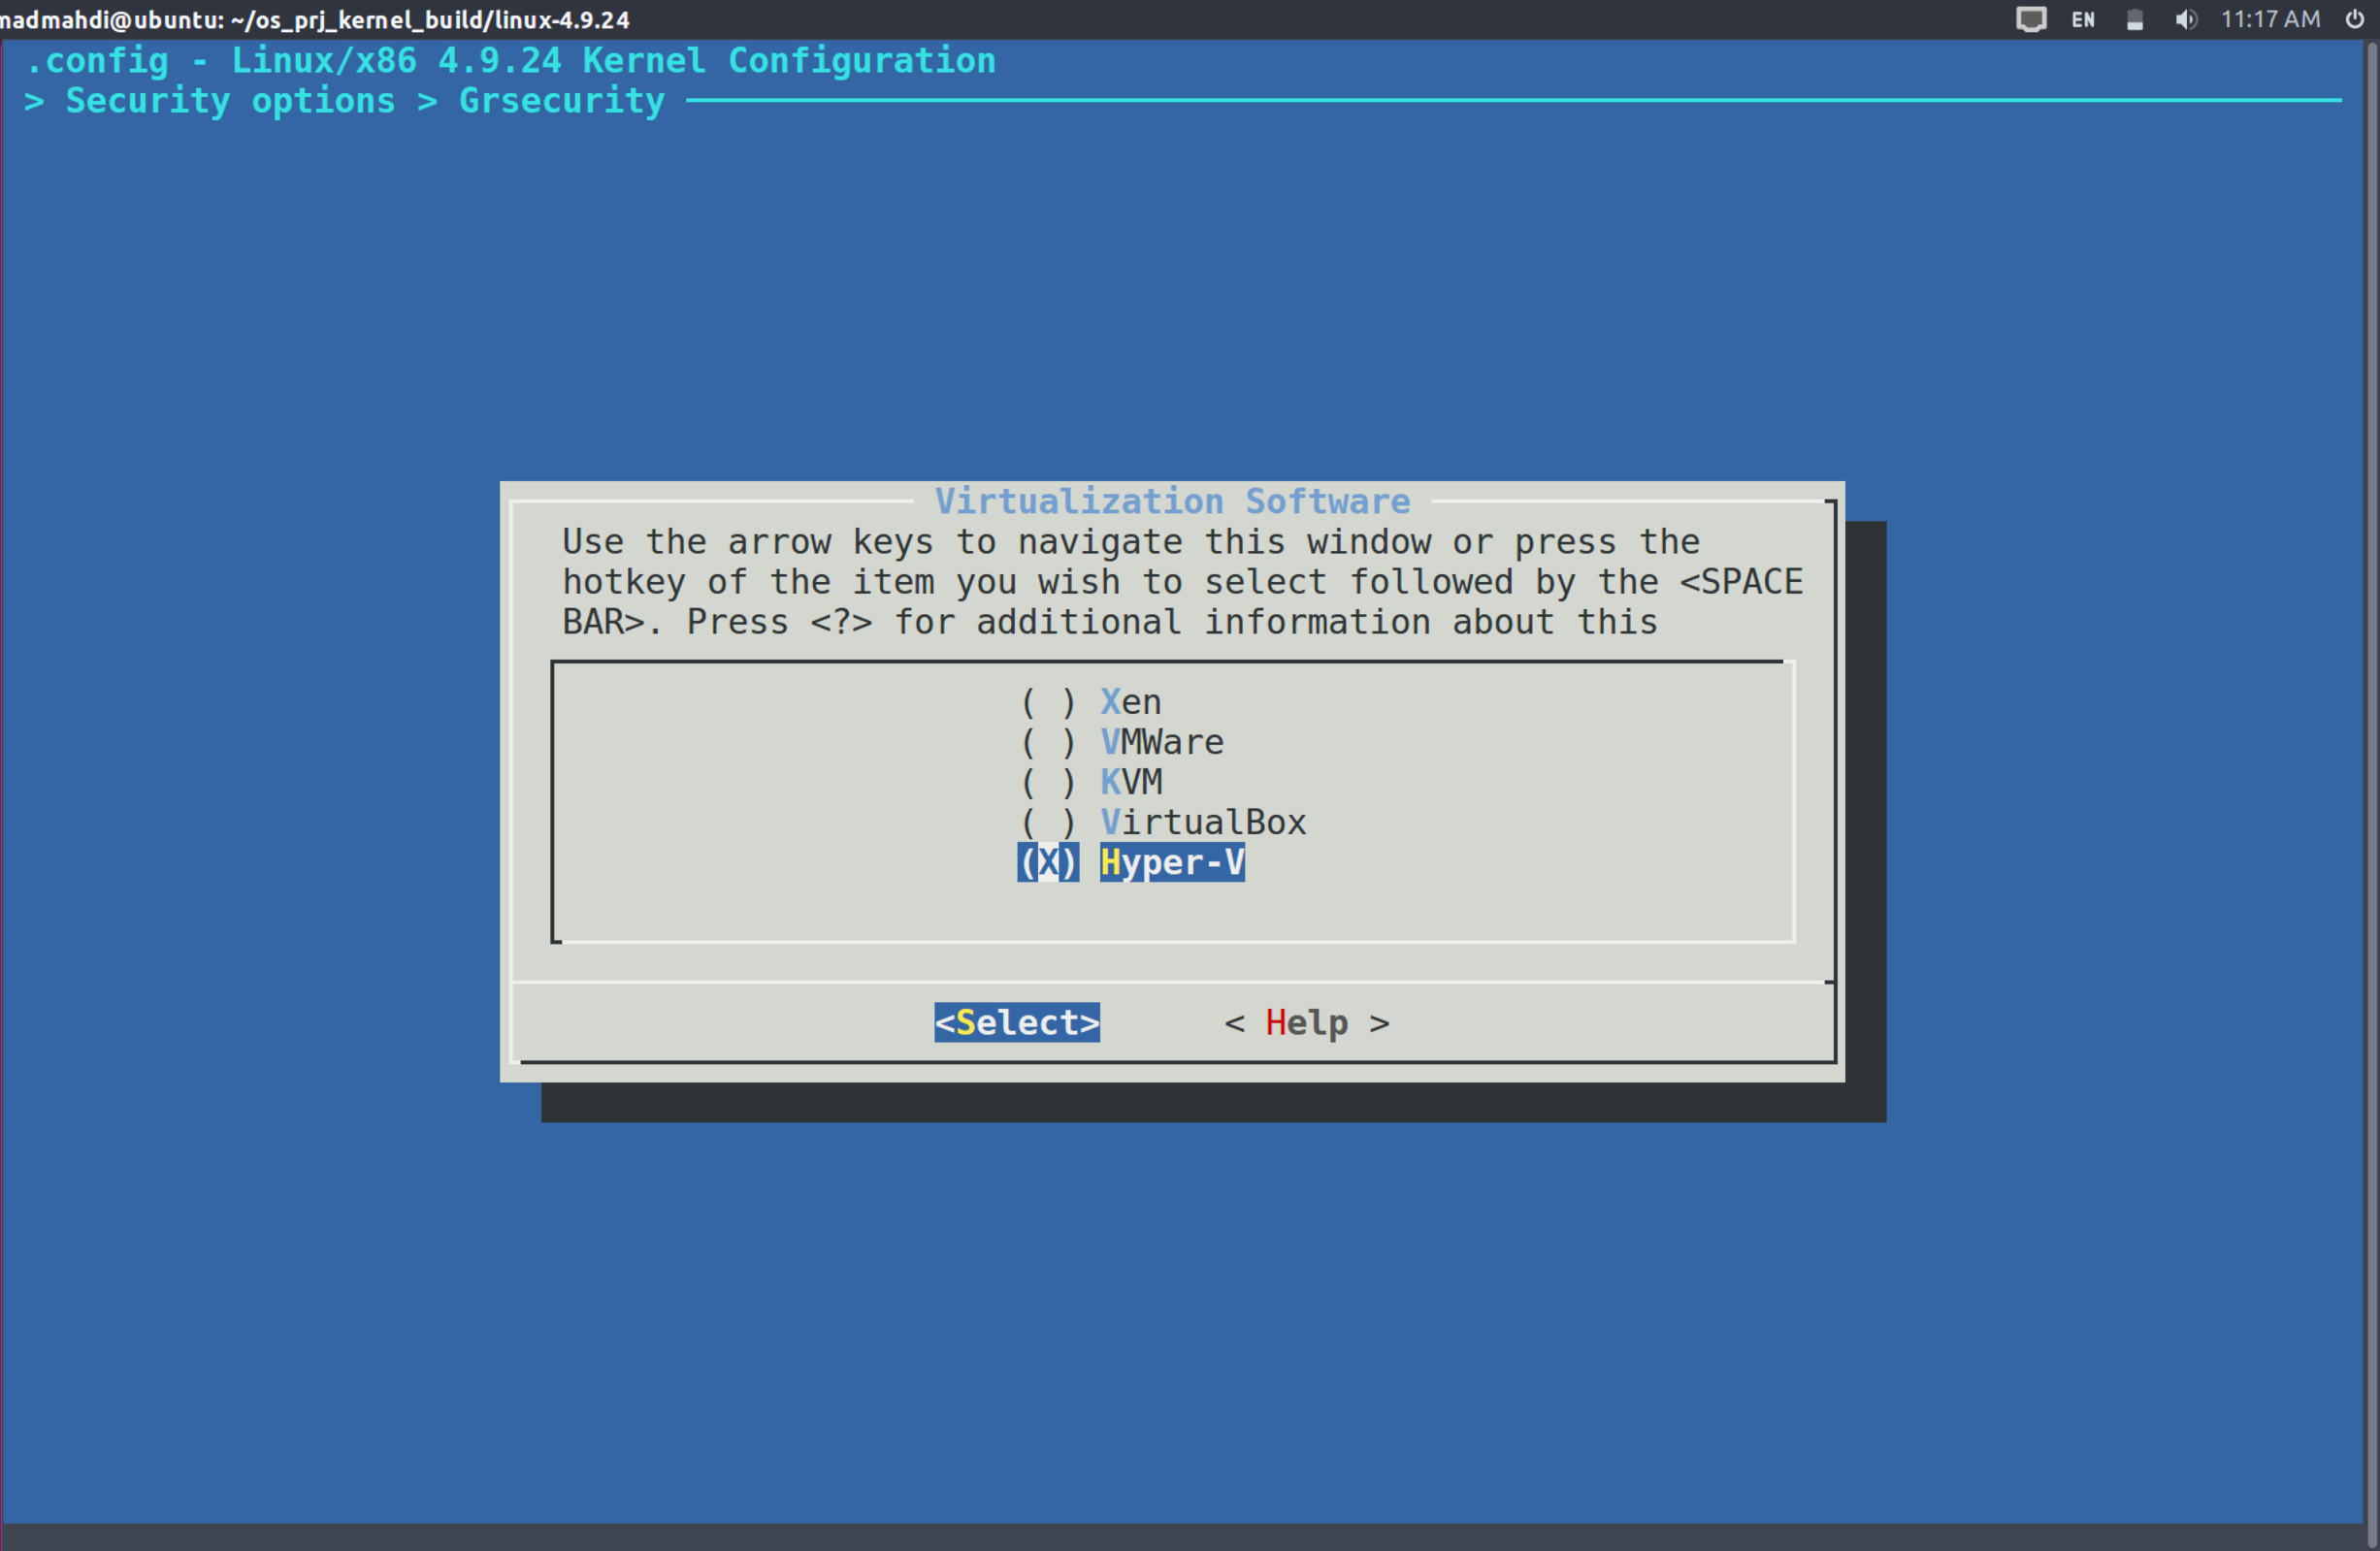 madmahdi@ubuntu: ~/os_prj_kernel_build/linux-4.9.24 EN 11:17 AM
.config - Linux/x86 4.9.24 Kernel Configuration
> Security options > Grsecurity
Virtualization Software
Use the arrow keys to navigate this window or press the
hotkey of the item you wish to select followed by the <SPACE
BAR>. Press <?> for additional information about this
( ) Xen
( ) VMWare
( ) KVM
( ) VirtualBox
(X) Hyper-V
<Select> < Help >